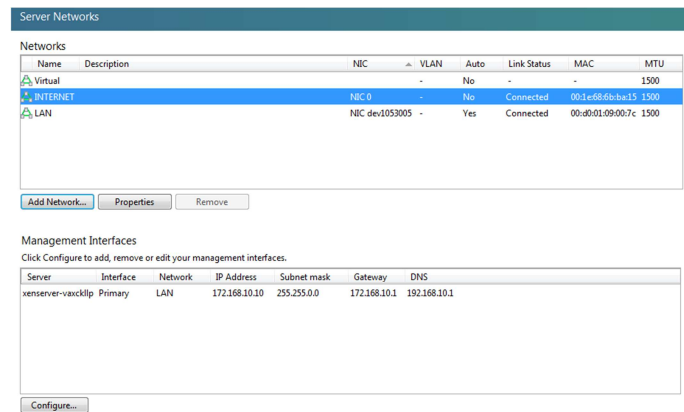 Server Networks
Networks
Name Description NIC VLAN Auto Link Status MAC MTU
Virtual - No - - 1500
INTERNET NIC 0 - No Connected 00:1e:68:6b:ba:15 1500
LAN NIC dev1053005 - Yes Connected 00:d0:01:09:00:7c 1500
Add Network... Properties Remove
Management Interfaces
Click Configure to add, remove or edit your management interfaces.
Server Interface Network IP Address Subnet mask Gateway DNS
xenserver-vaxckllp Primary LAN 172.168.10.10 255.255.0.0 172.168.10.1 192.168.10.1
Configure...